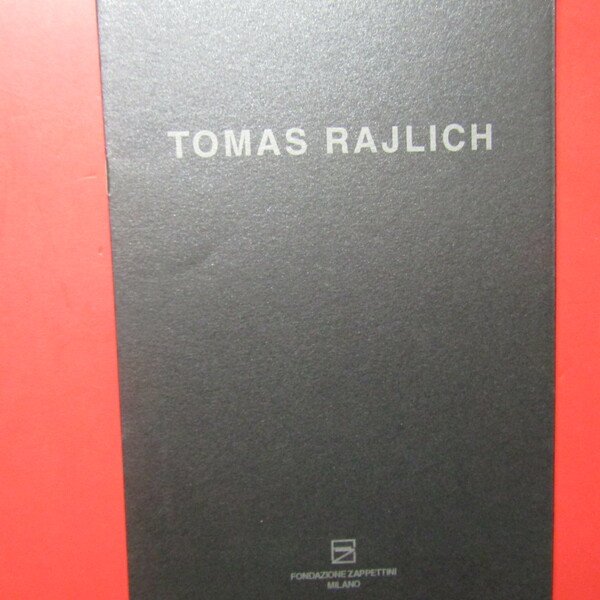 TOMAS RAJLICH
FONDAZIONE ZAPPETTINI
MILANO